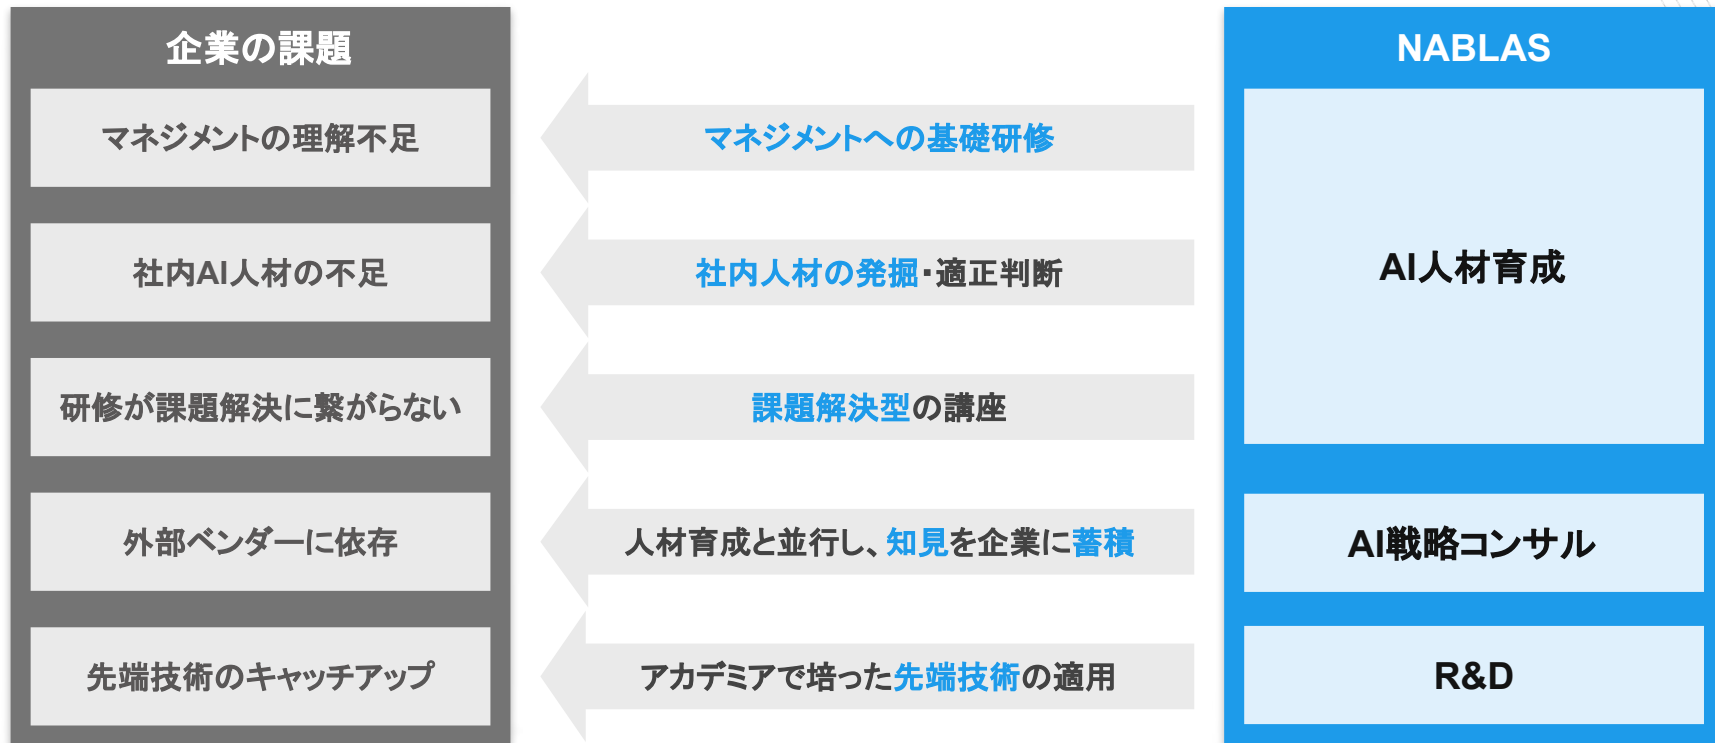 企業の課題
NABLAS
マネジメントの理解不足
マネジメントへの基礎研修
社内AI人材の不足
社内人材の発掘・適正判断
AI人材育成
研修が課題解決に繋がらない
課題解決型の講座
外部ベンダーに依存
人材育成と並行し、知見を企業に蓄積
AI戦略コンサル
先端技術のキャッチアップ
アカデミアで培った先端技術の適用
R&D